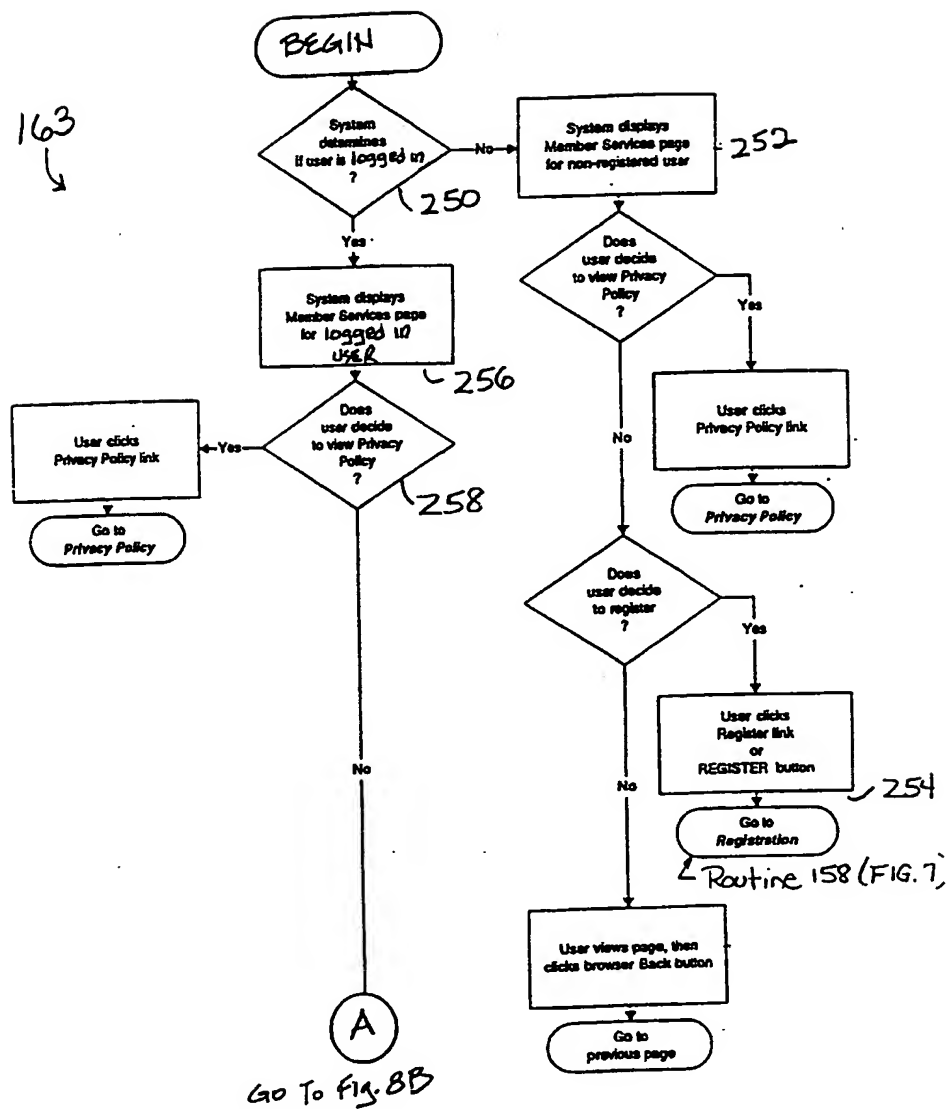 BEGIN
163
System
determines
if user is logged in
?
250
No
System displays
Member Services page
for non-registered user
252
Yes
System displays
Member Services page
for logged in
USER
256
Does
user decide
to view Privacy
Policy
?
Yes
User clicks
Privacy Policy link
Go to
Privacy Policy
No
Does
user decide
to view Privacy
Policy
?
258
Yes
User clicks
Privacy Policy link
Go to
Privacy Policy
Does
user decide
to register
?
Yes
User clicks
Register link
or
REGISTER button
254
Go to
Registration
Routine 158 (FIG. 7)
No
No
User views page, then
clicks browser Back button
Go to
previous page
A
GO TO Fig. 8B